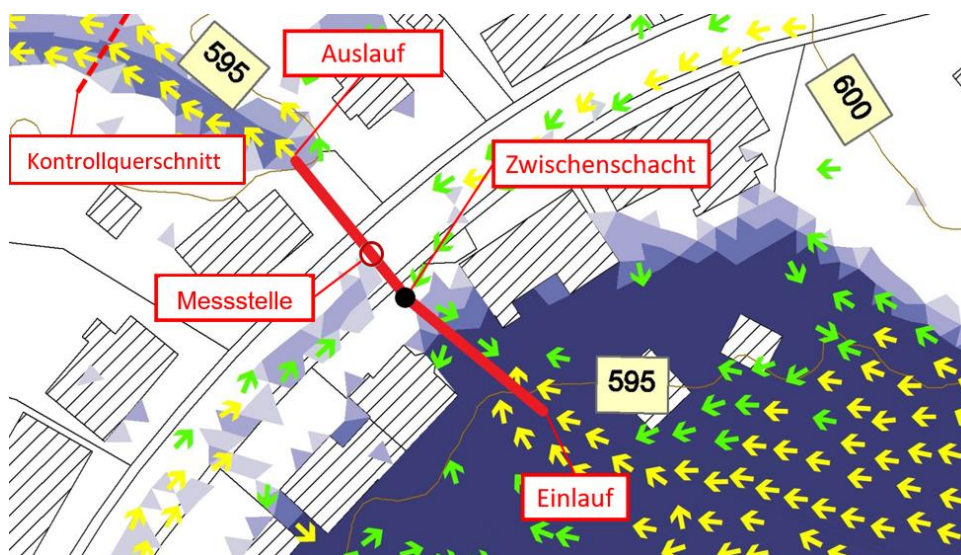 595
Auslauf
600
Kontrollquerschnitt
Zwischenschacht
Messstelle
595
Einlauf